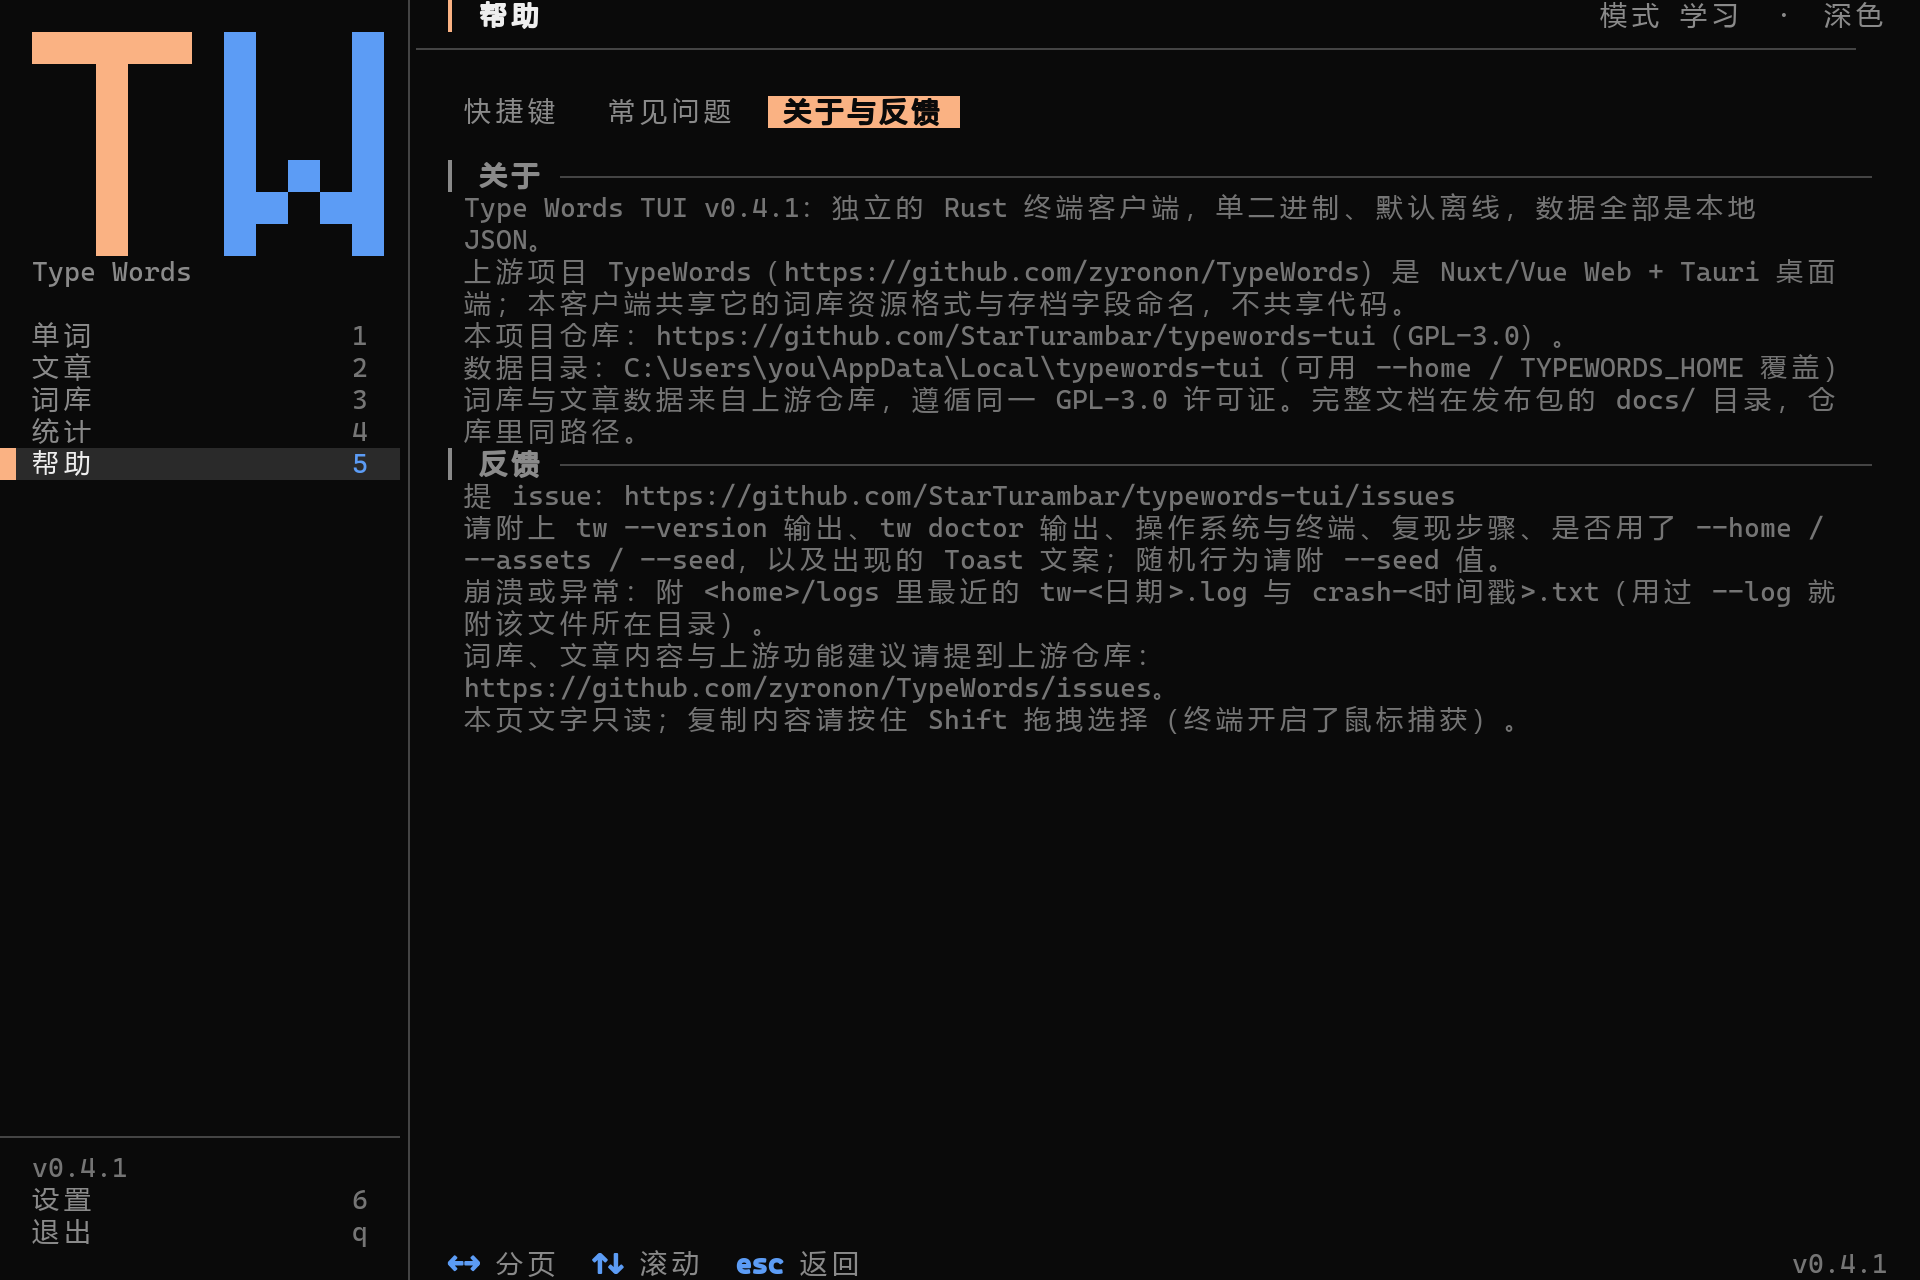 TW
Type Words
单词 1
文章 2
词库 3
统计 4
帮助 5
v0.4.1
设置 6
退出 q
帮助
模式 学习 · 深色
快捷键 常见问题 关于与反馈
关于
Type Words TUI v0.4.1：独立的 Rust 终端客户端，单二进制、默认离线，数据全部是本地
JSON。
上游项目 TypeWords（https://github.com/zyronon/TypeWords）是 Nuxt/Vue Web + Tauri 桌面
端；本客户端共享它的词库资源格式与存档字段命名，不共享代码。
本项目仓库：https://github.com/StarTurambar/typewords-tui（GPL-3.0）。
数据目录：C:\Users\you\AppData\Local\typewords-tui（可用 --home / TYPEWORDS_HOME 覆盖）
词库与文章数据来自上游仓库，遵循同一 GPL-3.0 许可证。完整文档在发布包的 docs/ 目录，仓
库里同路径。
反馈
提 issue：https://github.com/StarTurambar/typewords-tui/issues
请附上 tw --version 输出、tw doctor 输出、操作系统与终端、复现步骤、是否用了 --home /
--assets / --seed，以及出现的 Toast 文案；随机行为请附 --seed 值。
崩溃或异常：附 <home>/logs 里最近的 tw-<日期>.log 与 crash-<时间戳>.txt（用过 --log 就
附该文件所在目录）。
词库、文章内容与上游功能建议请提到上游仓库：
https://github.com/zyronon/TypeWords/issues。
本页文字只读；复制内容请按住 Shift 拖拽选择（终端开启了鼠标捕获）。
↔ 分页 ↑↓ 滚动 esc 返回
v0.4.1